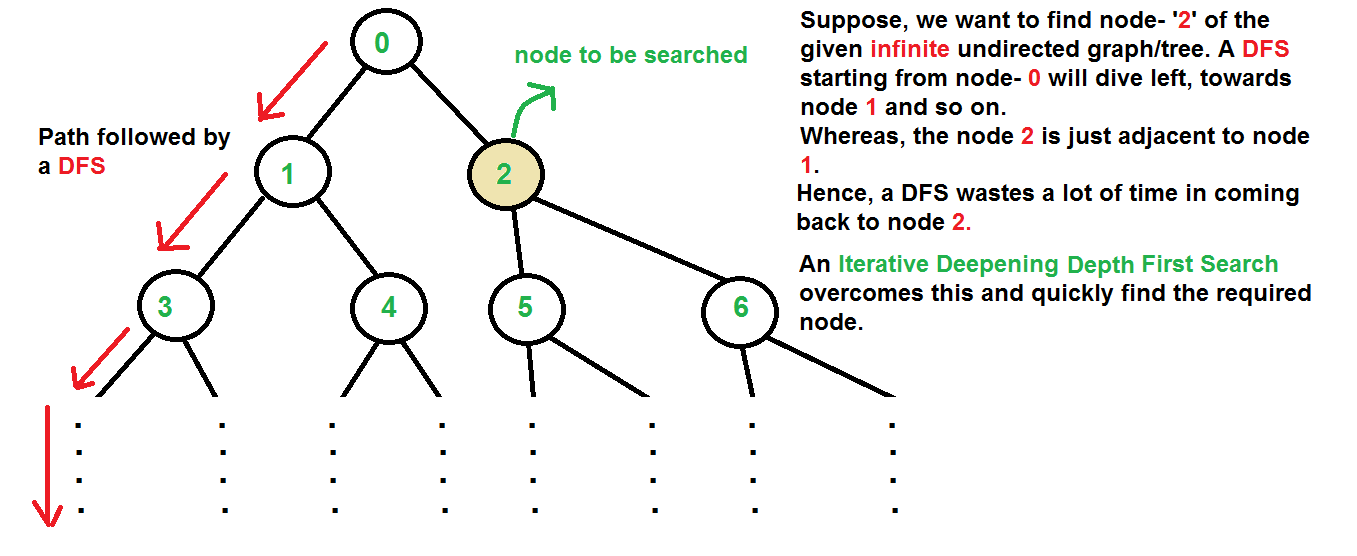 Suppose, we want to find node- '2' of the
given infinite undirected graph/tree. A DFS
starting from node- 0 will dive left, towards
node 1 and so on.
Whereas, the node 2 is just adjacent to node
1.
Hence, a DFS wastes a lot of time in coming
back to node 2.
An Iterative Deepening Depth First Search
overcomes this and quickly find the required
node.
node to be searched
Path followed by
a DFS
0
1
2
3
4
5
6